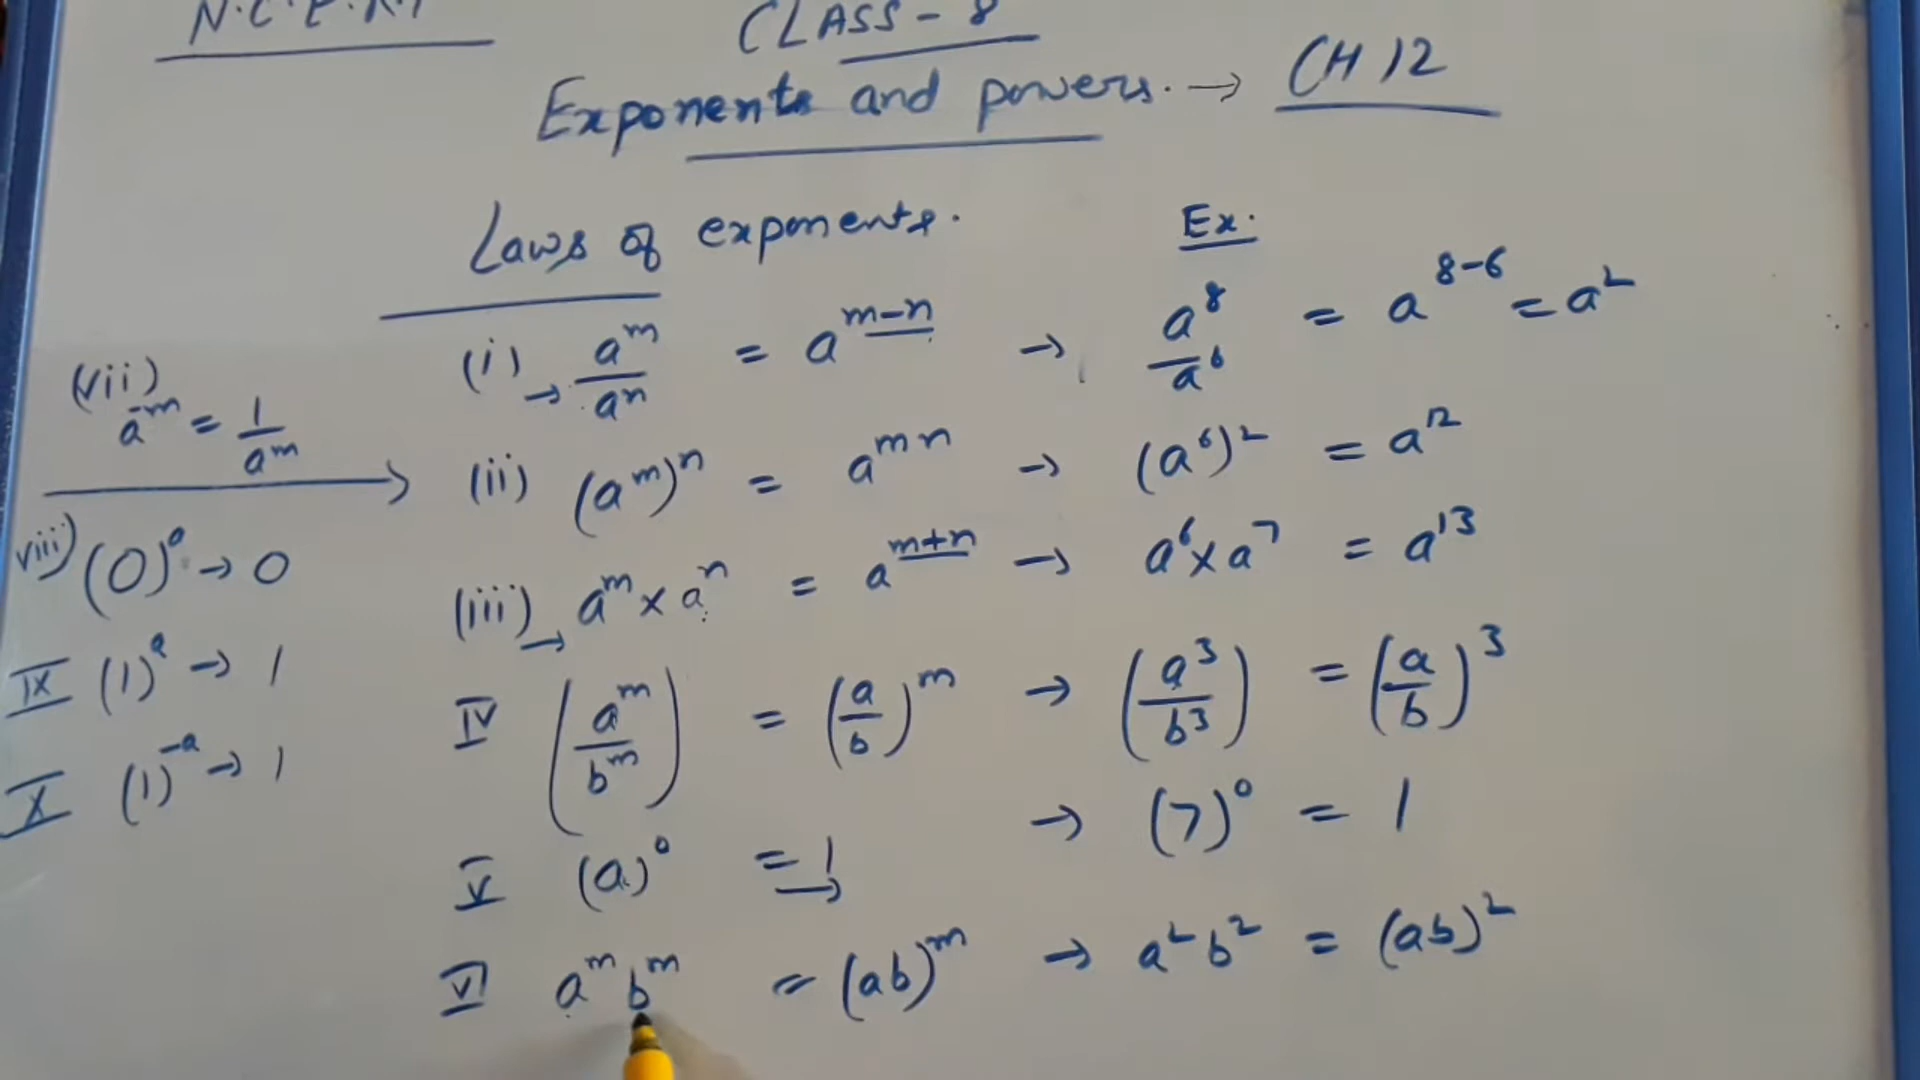 N.C.E.R.T
CLASS - 8
Exponents and powers. → CH 12
Laws of exponents.
Ex.
(i) → a^m/a^n = a^(m-n) → a^8/a^6 = a^(8-6) = a^2
(ii) (a^m)^n = a^(mn) → (a^6)^2 = a^12
(iii) → a^m × a^n = a^(m+n) → a^6 × a^7 = a^13
IV (a^m/b^m) = (a/b)^m → (a^3/b^3) = (a/b)^3
V (a)^0 = 1 → (7)^0 = 1
VI a^m b^m = (ab)^m → a^2 b^2 = (ab)^2
(vii) a^-m = 1/a^m
viii) (0)^a → 0
IX (1)^a → 1
X (1)^-a → 1